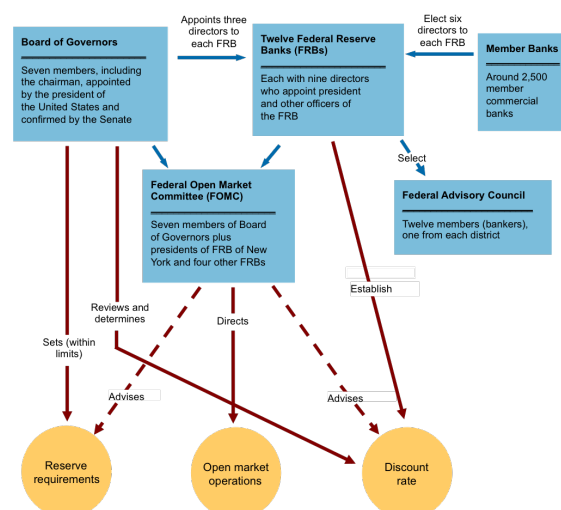 Appoints three
directors to
each FRB
Elect six
directors to
each FRB
Board of Governors
Seven members, including
the chairman, appointed
by the president of
the United States and
confirmed by the Senate
Twelve Federal Reserve
Banks (FRBs)
Each with nine directors
who appoint president
and other officers of
the FRB
Member Banks
Around 2,500
member
commercial
banks
Select
Federal Open Market
Committee (FOMC)
Seven members of Board
of Governors plus
presidents of FRB of New
York and four other FRBs
Federal Advisory Council
Twelve members (bankers),
one from each district
Establish
Reviews and
determines
Directs
Sets (within
limits)
Advises
Advises
Reserve
requirements
Open market
operations
Discount
rate